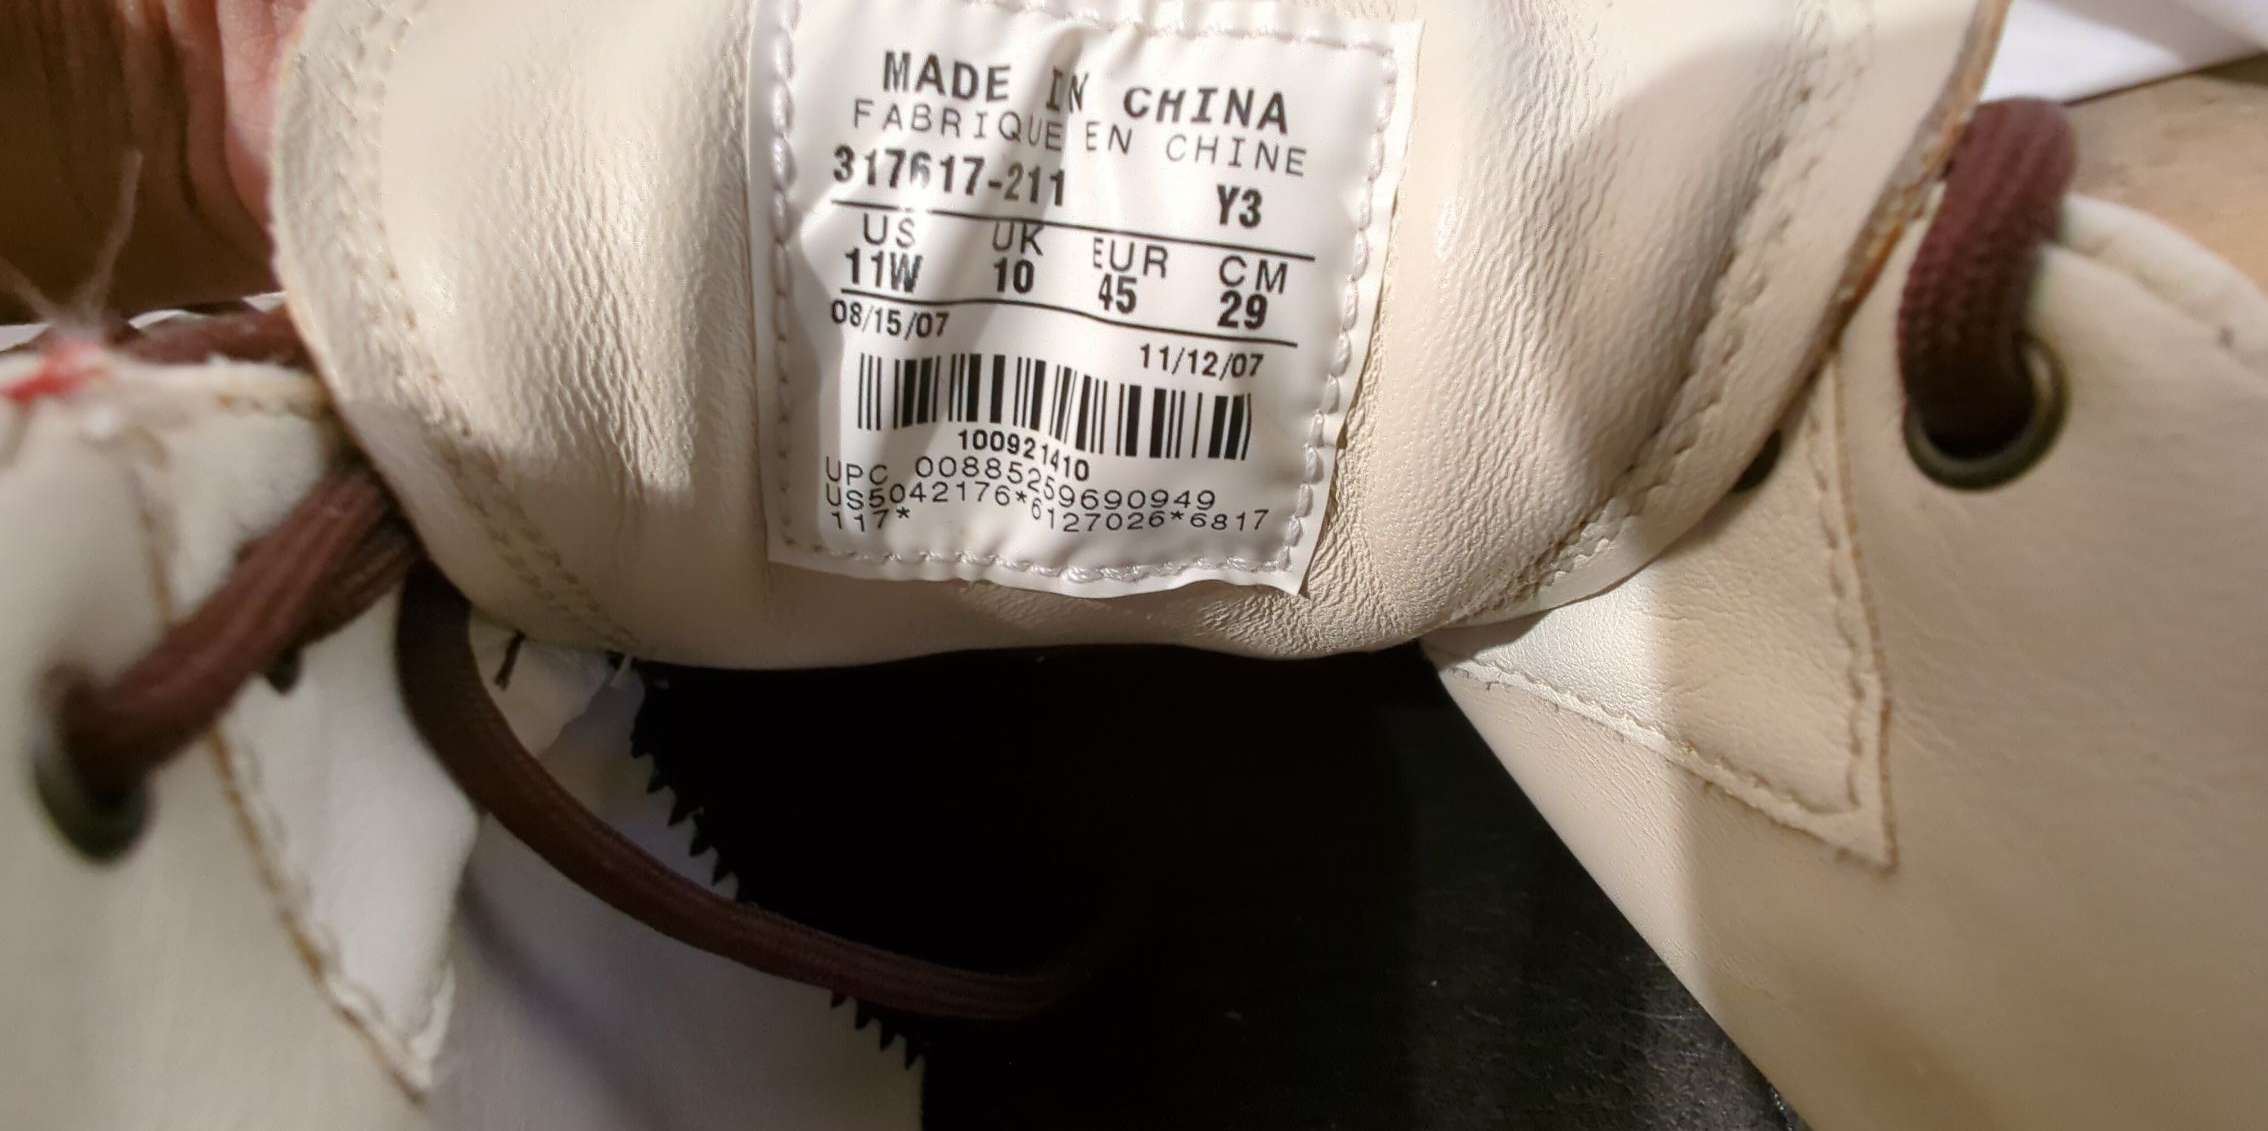 MADE IN CHINA
FABRIQUE EN CHINE
317617-211 Y3
US UK EUR CM
11W 10 45 29
08/15/07 11/12/07
100921410
UPC 00885259690949
US5042176*6127026*6817
117*